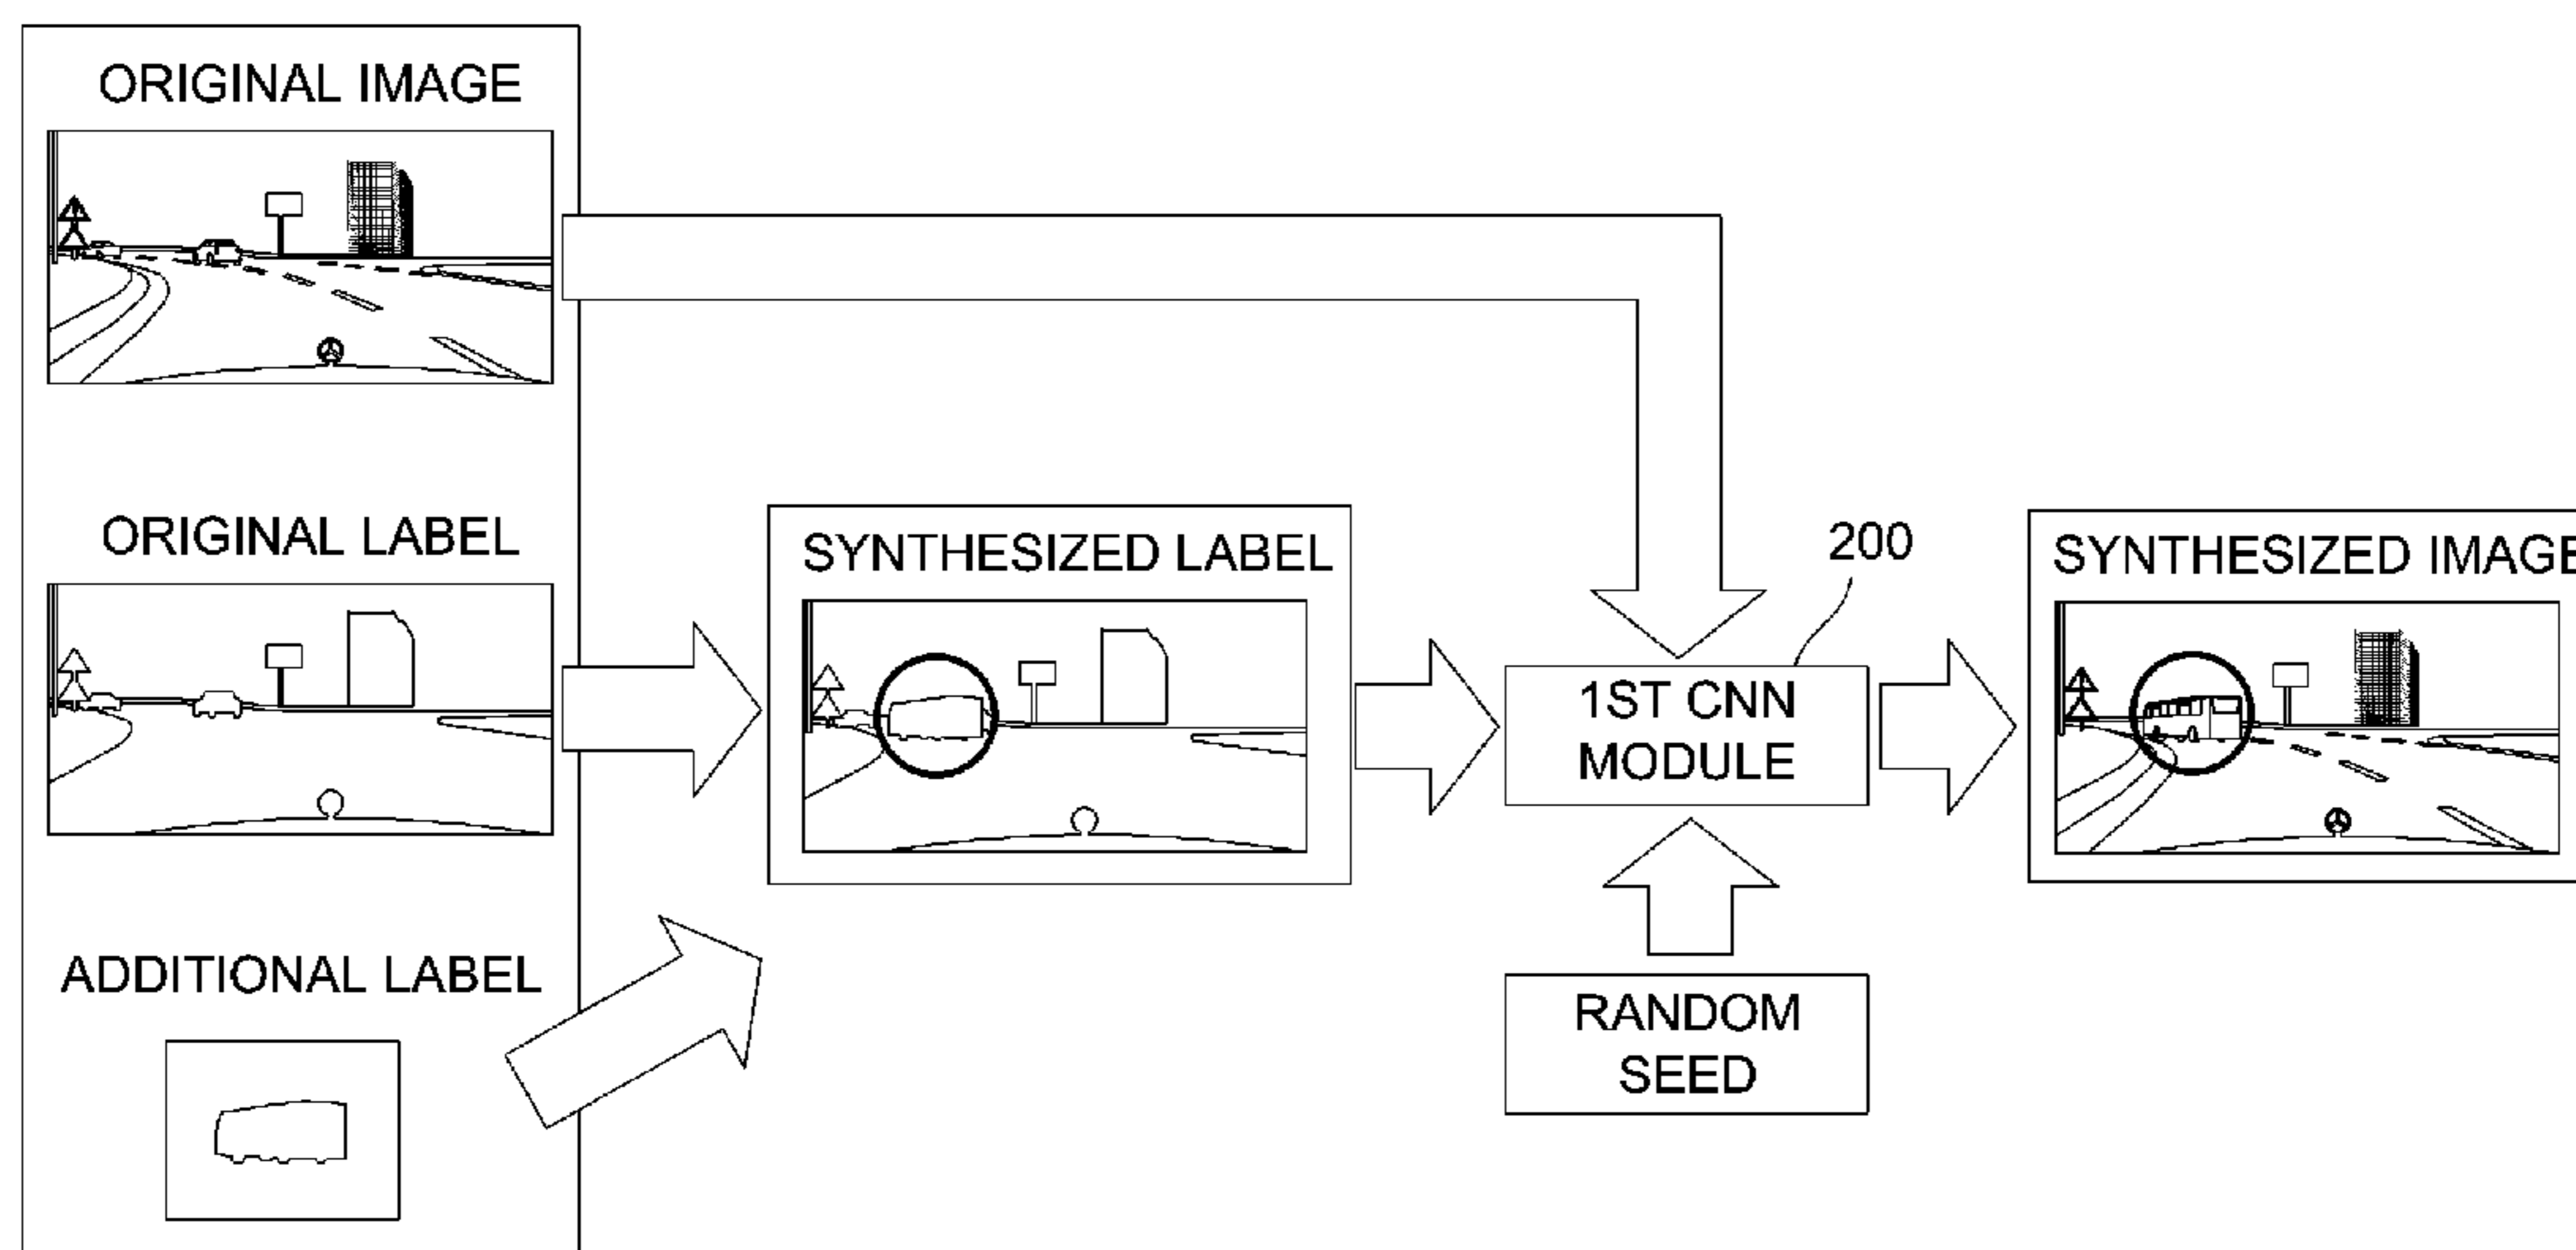 ORIGINAL IMAGE
ORIGINAL LABEL
ADDITIONAL LABEL
SYNTHESIZED LABEL
200
1ST CNN
MODULE
RANDOM
SEED
SYNTHESIZED IMAGE